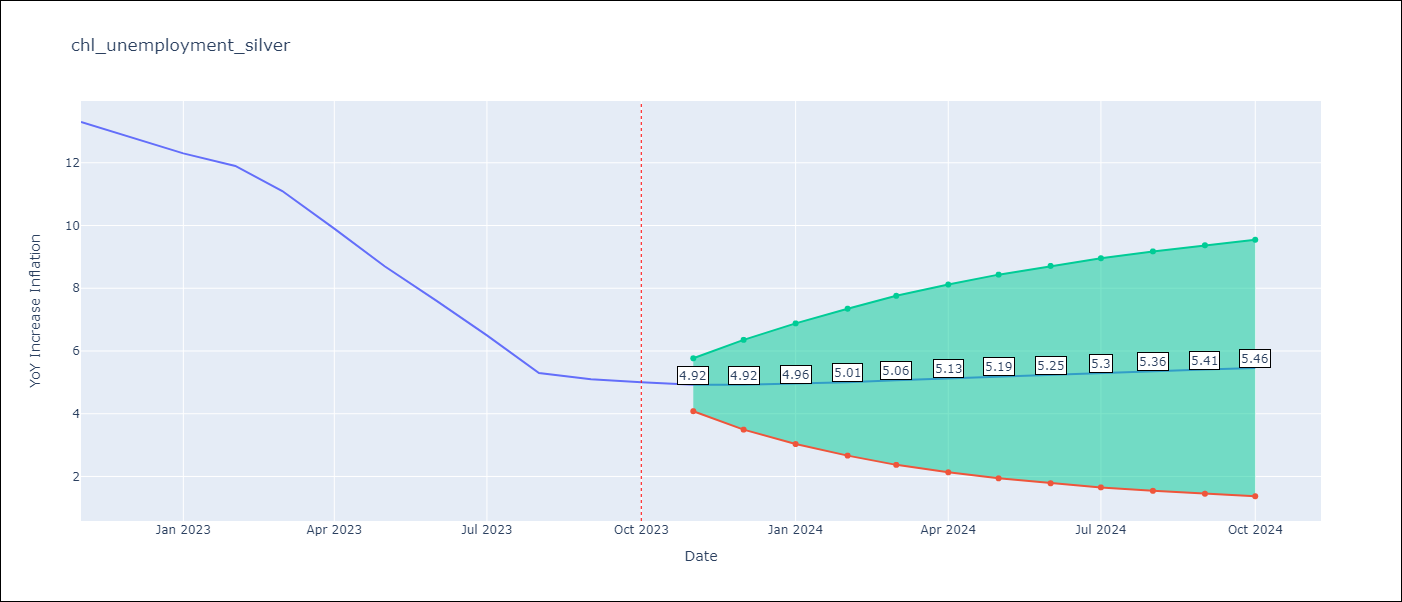 chl_unemployment_silver
YoY Increase Inflation
12
10
8
6
4
2
4.92
4.92
4.96
5.01
5.06
5.13
5.19
5.25
5.3
5.36
5.41
5.46
Jan 2023
Apr 2023
Jul 2023
Oct 2023
Jan 2024
Apr 2024
Jul 2024
Oct 2024
Date